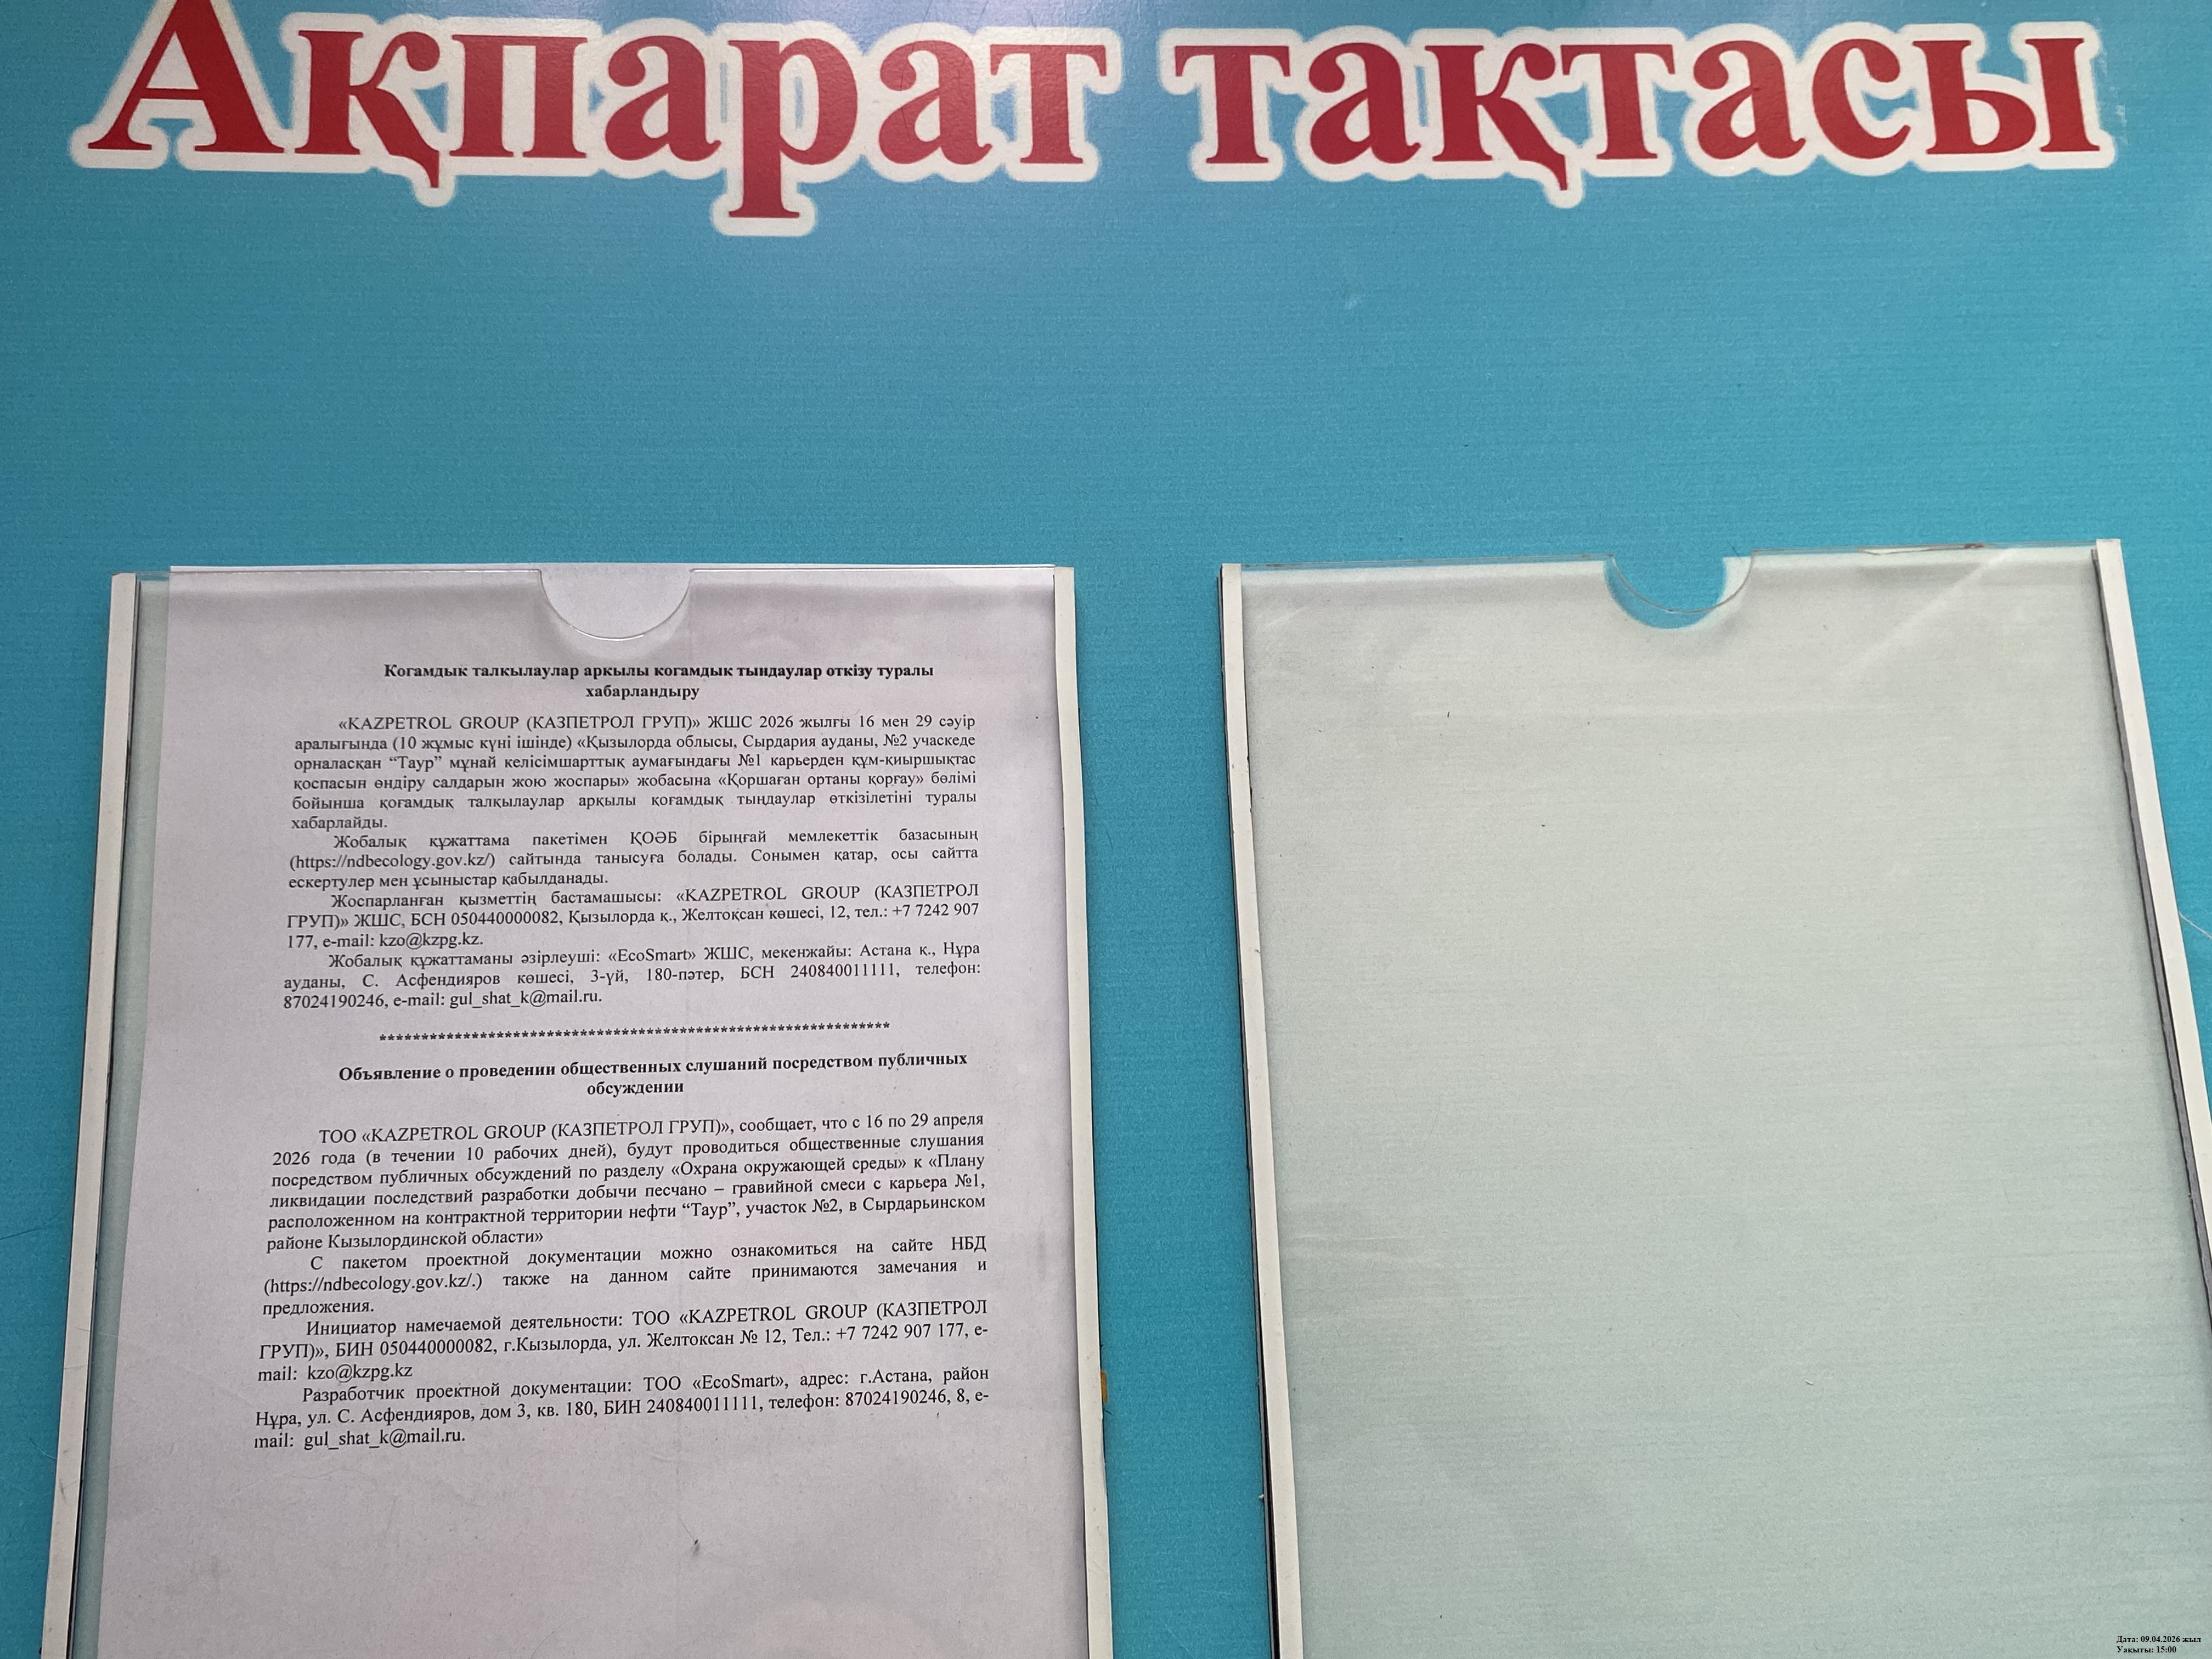 Ақпарат тақтасы
Когамдык талкылаулар аркылы когамдык тындаулар откізу туралы
хабарландыру
«KAZPETROL GROUP (КАЗПЕТРОЛ ГРУП)» ЖШС 2026 жылғы 16 мен 29 сәуір
аралығында (10 жұмыс күні ішінде) «Қызылорда облысы, Сырдария ауданы, №2 учаскеде
орналасқан “Таур” мұнай келісімшарттық аумағындағы №1 карьерден құм-қиыршықтас
қоспасын өндіру салдарын жою жоспары» жобасына «Қоршаған ортаны қорғау» бөлімі
бойынша қоғамдық талқылаулар арқылы қоғамдық тыңдаулар өткізілетіні туралы
хабарлайды.
Жобалық құжаттама пакетімен ҚОӘБ бірыңғай мемлекеттік базасының
(https://ndbecology.gov.kz/) сайтында танысуға болады. Сонымен қатар, осы сайтта
ескертулер мен ұсыныстар қабылданады.
Жоспарланған қызметтің бастамашысы: «KAZPETROL GROUP (КАЗПЕТРОЛ
ГРУП)» ЖШС, БСН 050440000082, Қызылорда қ., Желтоқсан көшесі, 12, тел.: +7 7242 907
177, e-mail: kzo@kzpg.kz.
Жобалық құжаттаманы әзірлеуші: «EcoSmart» ЖШС, мекенжайы: Астана қ., Нұра
ауданы, С. Асфендияров көшесі, 3-үй, 180-пәтер, БСН 240840011111, телефон:
87024190246, e-mail: gul_shat_k@mail.ru.
*************************************************************
Объявление о проведении общественных слушаний посредством публичных
обсуждении
ТОО «KAZPETROL GROUP (КАЗПЕТРОЛ ГРУП)», сообщает, что с 16 по 29 апреля
2026 года (в течении 10 рабочих дней), будут проводиться общественные слушания
посредством публичных обсуждений по разделу «Охрана окружающей среды» к «Плану
ликвидации последствий разработки добычи песчано – гравийной смеси с карьера №1,
расположенном на контрактной территории нефти “Таур”, участок №2, в Сырдарьинском
районе Кызылординской области»
С пакетом проектной документации можно ознакомиться на сайте НБД
(https://ndbecology.gov.kz/.) также на данном сайте принимаются замечания и
предложения.
Инициатор намечаемой деятельности: ТОО «KAZPETROL GROUP (КАЗПЕТРОЛ
ГРУП)», БИН 050440000082, г.Кызылорда, ул. Желтоксан № 12, Тел.: +7 7242 907 177, e-
mail: kzo@kzpg.kz
Разработчик проектной документации: ТОО «EcoSmart», адрес: г.Астана, район
Нұра, ул. С. Асфендияров, дом 3, кв. 180, БИН 240840011111, телефон: 87024190246, 8, e-
mail: gul_shat_k@mail.ru.
Дата: 09.04.2026 жыл
Уақыты: 15:00